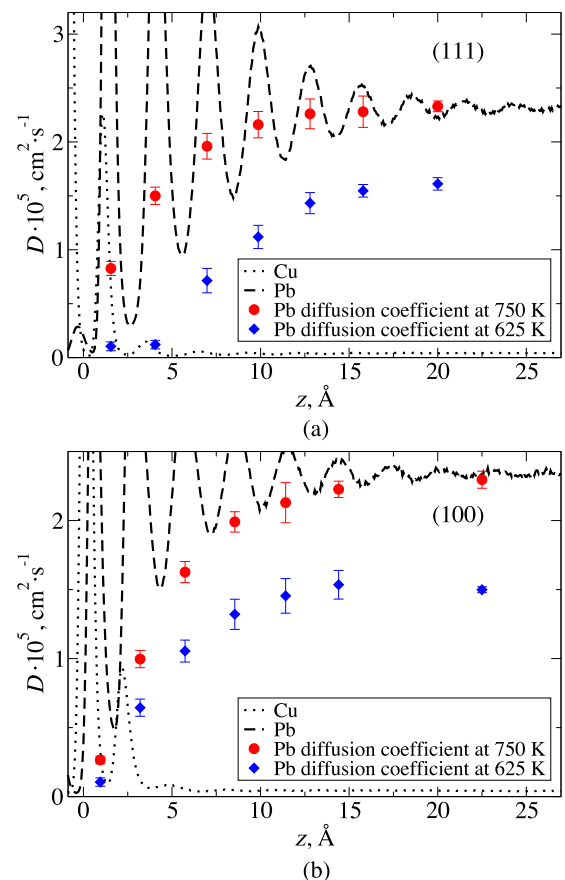 3
(111)
2
D·10⁵, cm²·s⁻¹
1
Cu
Pb
Pb diffusion coefficient at 750 K
Pb diffusion coefficient at 625 K
0
0 5 10 15 20 25
z, Å
(a)
2
(100)
D·10⁵, cm²·s⁻¹
1
Cu
Pb
Pb diffusion coefficient at 750 K
Pb diffusion coefficient at 625 K
0
0 5 10 15 20 25
z, Å
(b)